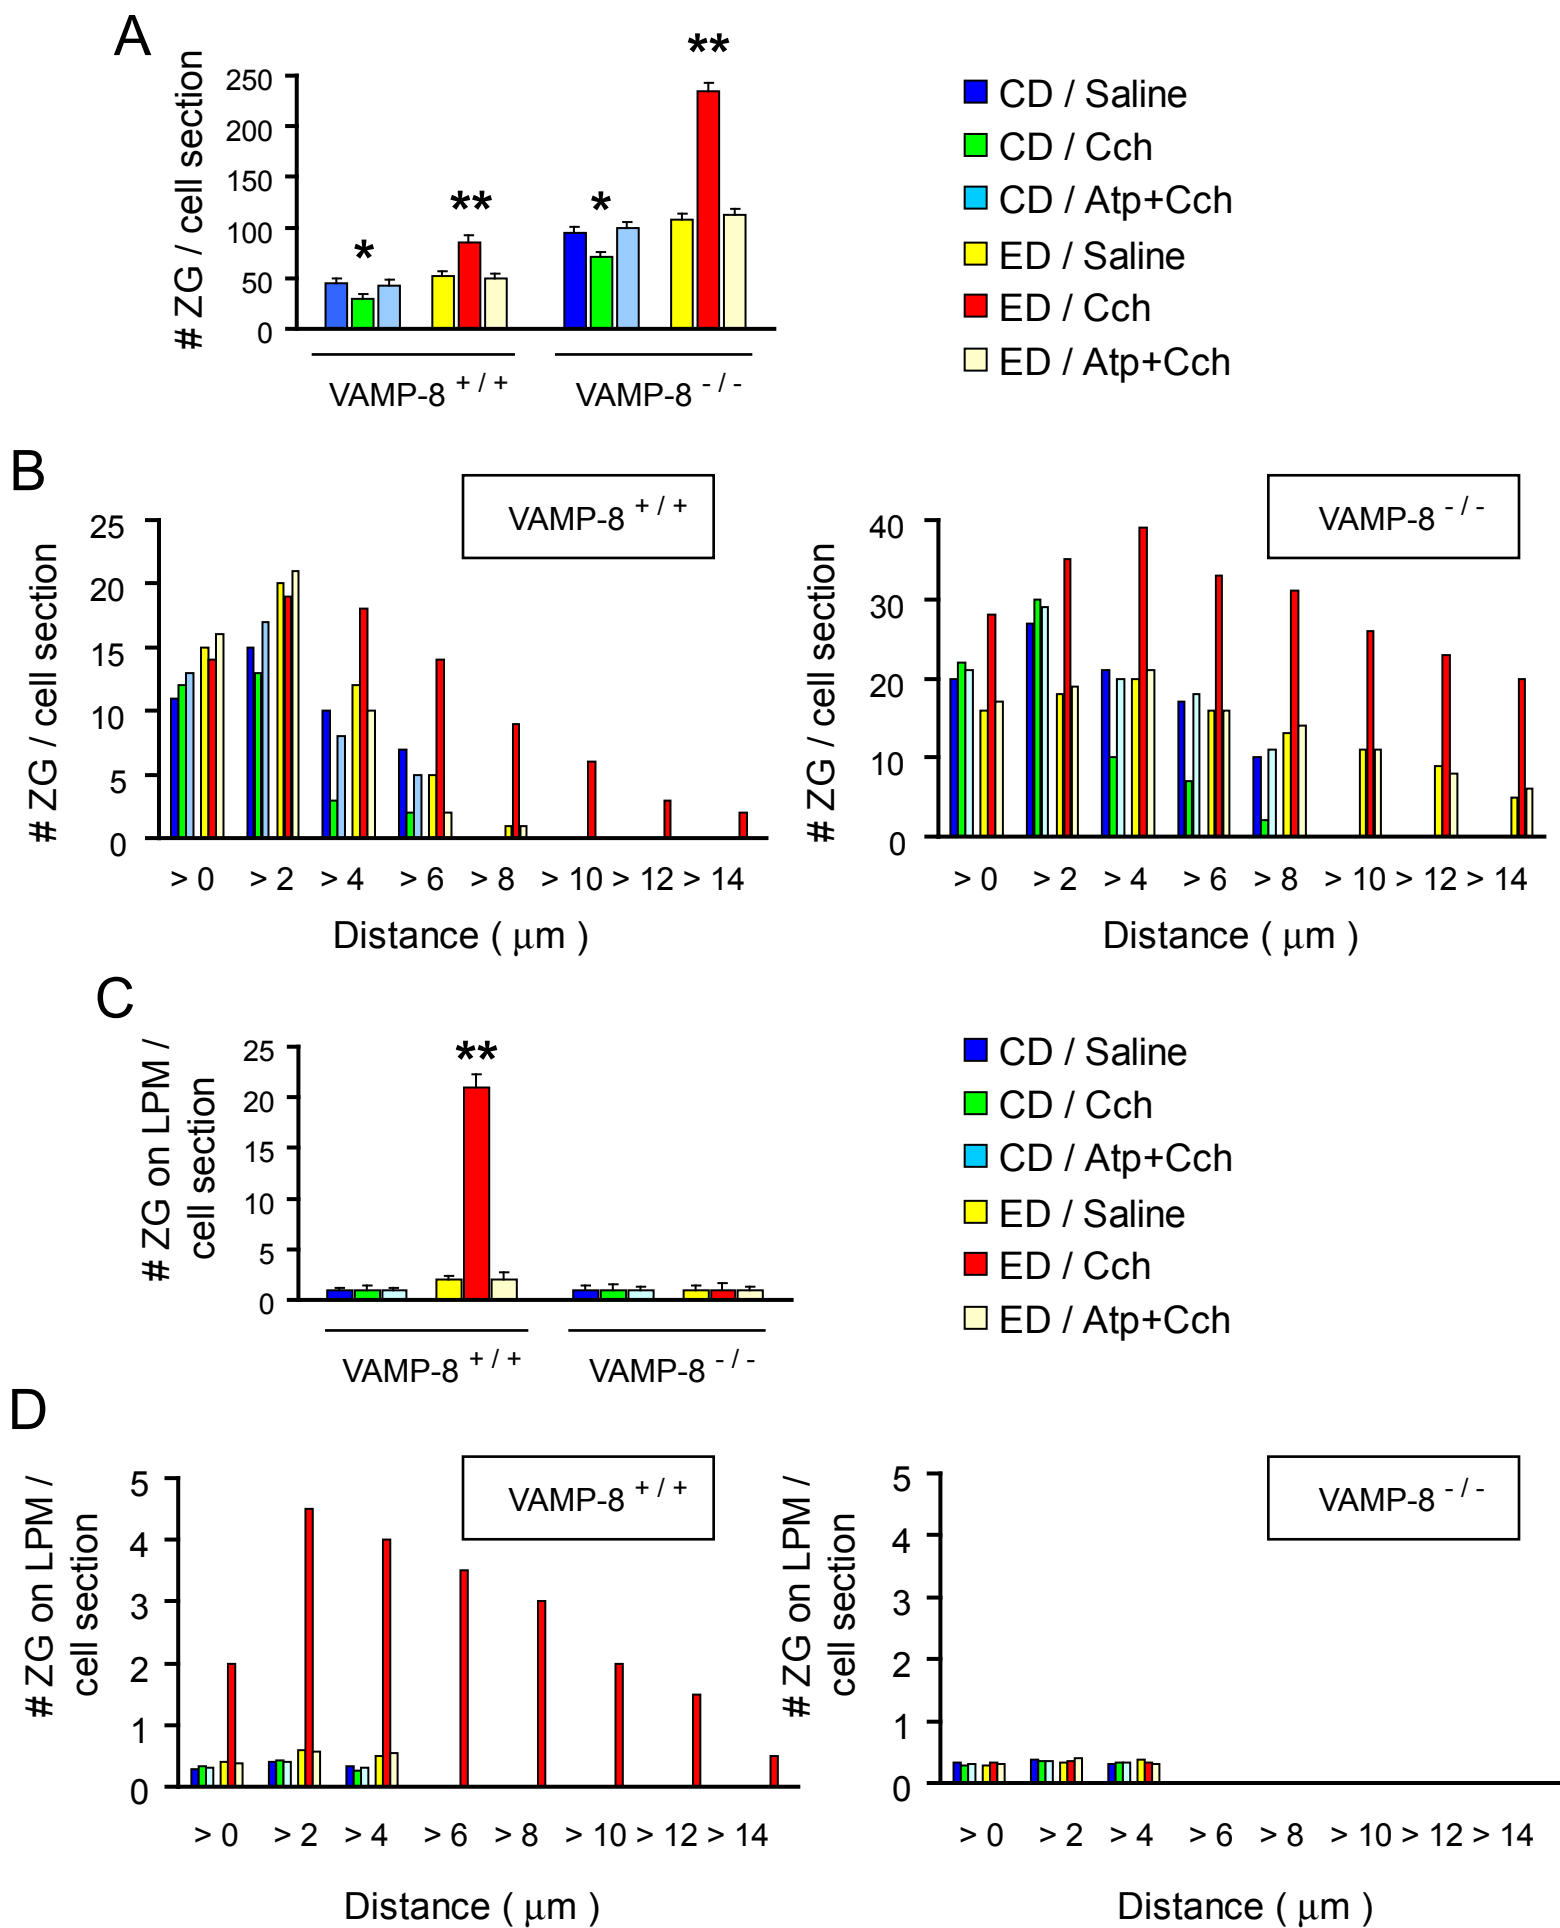 A
# ZG / cell section
250
200
150
100
50
0
*
**
*
**
VAMP-8 + / +
VAMP-8 - / -
CD / Saline
CD / Cch
CD / Atp+Cch
ED / Saline
ED / Cch
ED / Atp+Cch
B
# ZG / cell section
25
20
15
10
5
0
VAMP-8 + / +
> 0 > 2 > 4 > 6 > 8 > 10 > 12 > 14
Distance ( μm )
# ZG / cell section
40
30
20
10
0
VAMP-8 - / -
> 0 > 2 > 4 > 6 > 8 > 10 > 12 > 14
Distance ( μm )
C
# ZG on LPM /
cell section
25
20
15
10
5
0
**
VAMP-8 + / +
VAMP-8 - / -
CD / Saline
CD / Cch
CD / Atp+Cch
ED / Saline
ED / Cch
ED / Atp+Cch
D
# ZG on LPM /
cell section
5
4
3
2
1
0
VAMP-8 + / +
> 0 > 2 > 4 > 6 > 8 > 10 > 12 > 14
Distance ( μm )
# ZG on LPM /
cell section
5
4
3
2
1
0
VAMP-8 - / -
> 0 > 2 > 4 > 6 > 8 > 10 > 12 > 14
Distance ( μm )